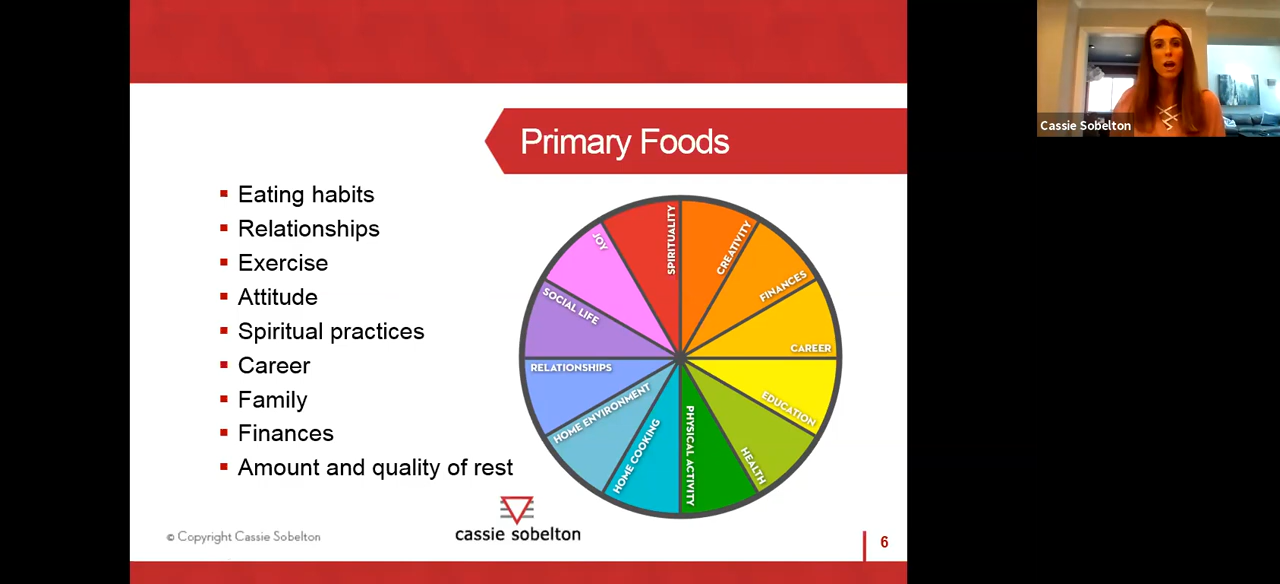 Primary Foods
Eating habits
Relationships
Exercise
Attitude
Spiritual practices
Career
Family
Finances
Amount and quality of rest
SPIRITUALITY
CREATIVITY
FINANCES
CAREER
EDUCATION
HEALTH
PHYSICAL ACTIVITY
HOME COOKING
HOME ENVIRONMENT
RELATIONSHIPS
SOCIAL LIFE
JOY
cassie sobelton
© Copyright Cassie Sobelton
6
Cassie Sobelton